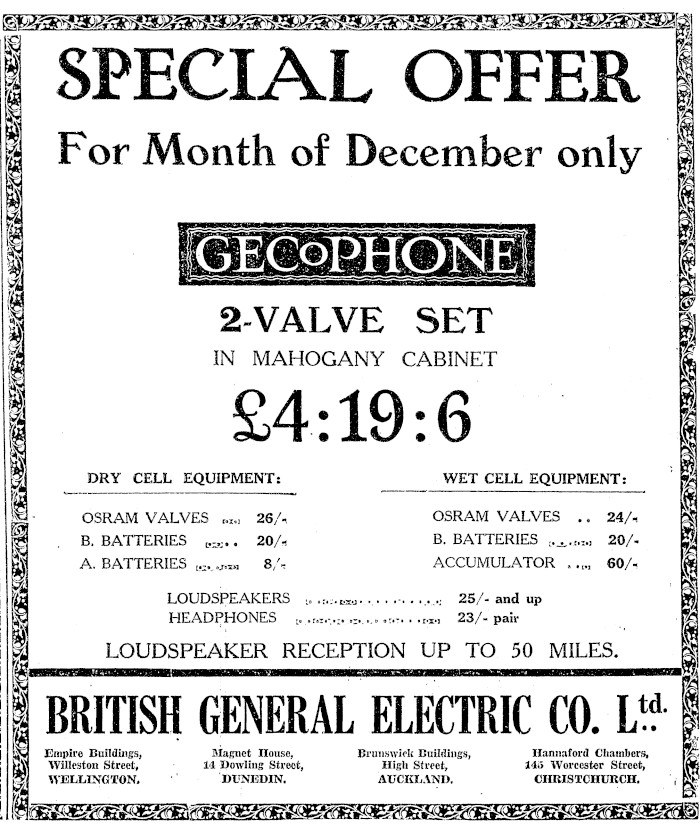 SPECIAL OFFER
For Month of December only
GECoPHONE
2-VALVE SET
IN MAHOGANY CABINET
£4:19:6
DRY CELL EQUIPMENT:
OSRAM VALVES .... 26/-
B. BATTERIES ...... 20/-
A. BATTERIES ........ 8/-
WET CELL EQUIPMENT:
OSRAM VALVES .. 24/-
B. BATTERIES ........ 20/-
ACCUMULATOR .... 60/-
LOUDSPEAKERS .................... 25/- and up
HEADPHONES .................... 23/- pair
LOUDSPEAKER RECEPTION UP TO 50 MILES.
BRITISH GENERAL ELECTRIC CO. Ltd.
Empire Buildings,
Willeston Street,
WELLINGTON.
Magnet House,
14 Dowling Street,
DUNEDIN.
Brunswick Buildings,
High Street,
AUCKLAND.
Hannaford Chambers,
145 Worcester Street,
CHRISTCHURCH.